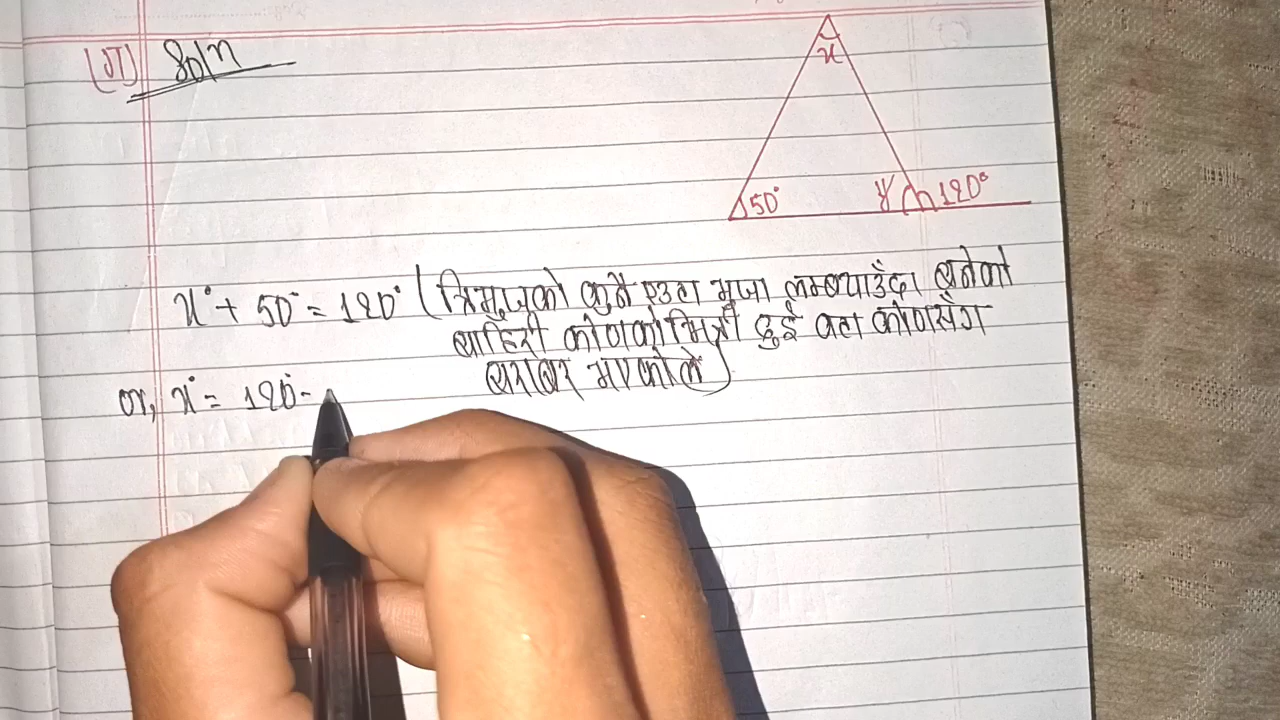 (ग) Soln
x
50° y 120°
x° + 50° = 120° (त्रिभुजको कुनै एउटा भुजा लम्ब्याउँदा बनेको
बाहिरी कोणको भित्री दुई वटा कोणसँग
बराबर भएकोले)
or, x° = 120° -